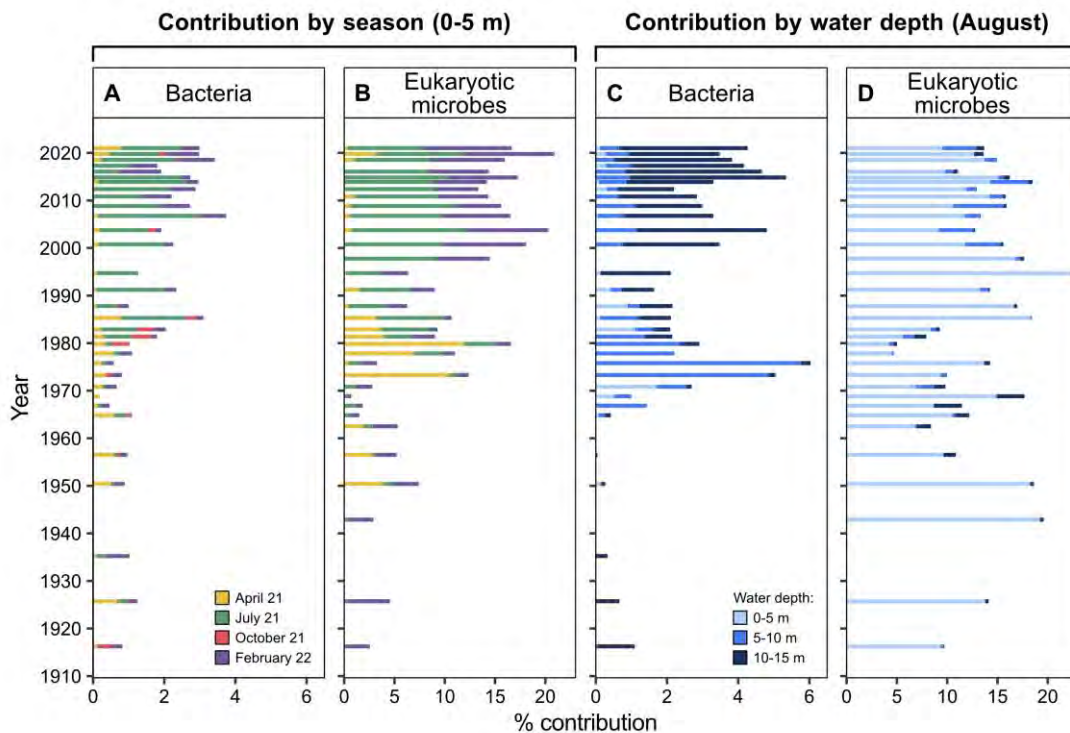 Contribution by season (0-5 m)
Contribution by water depth (August)
A Bacteria
B Eukaryotic
microbes
C Bacteria
D Eukaryotic
microbes
Year
2020
2010
2000
1990
1980
1970
1960
1950
1940
1930
1920
1910
April 21
July 21
October 21
February 22
Water depth:
0-5 m
5-10 m
10-15 m
0 2 4 6
0 5 10 15 20
0 2 4 6
0 5 10 15 20
% contribution